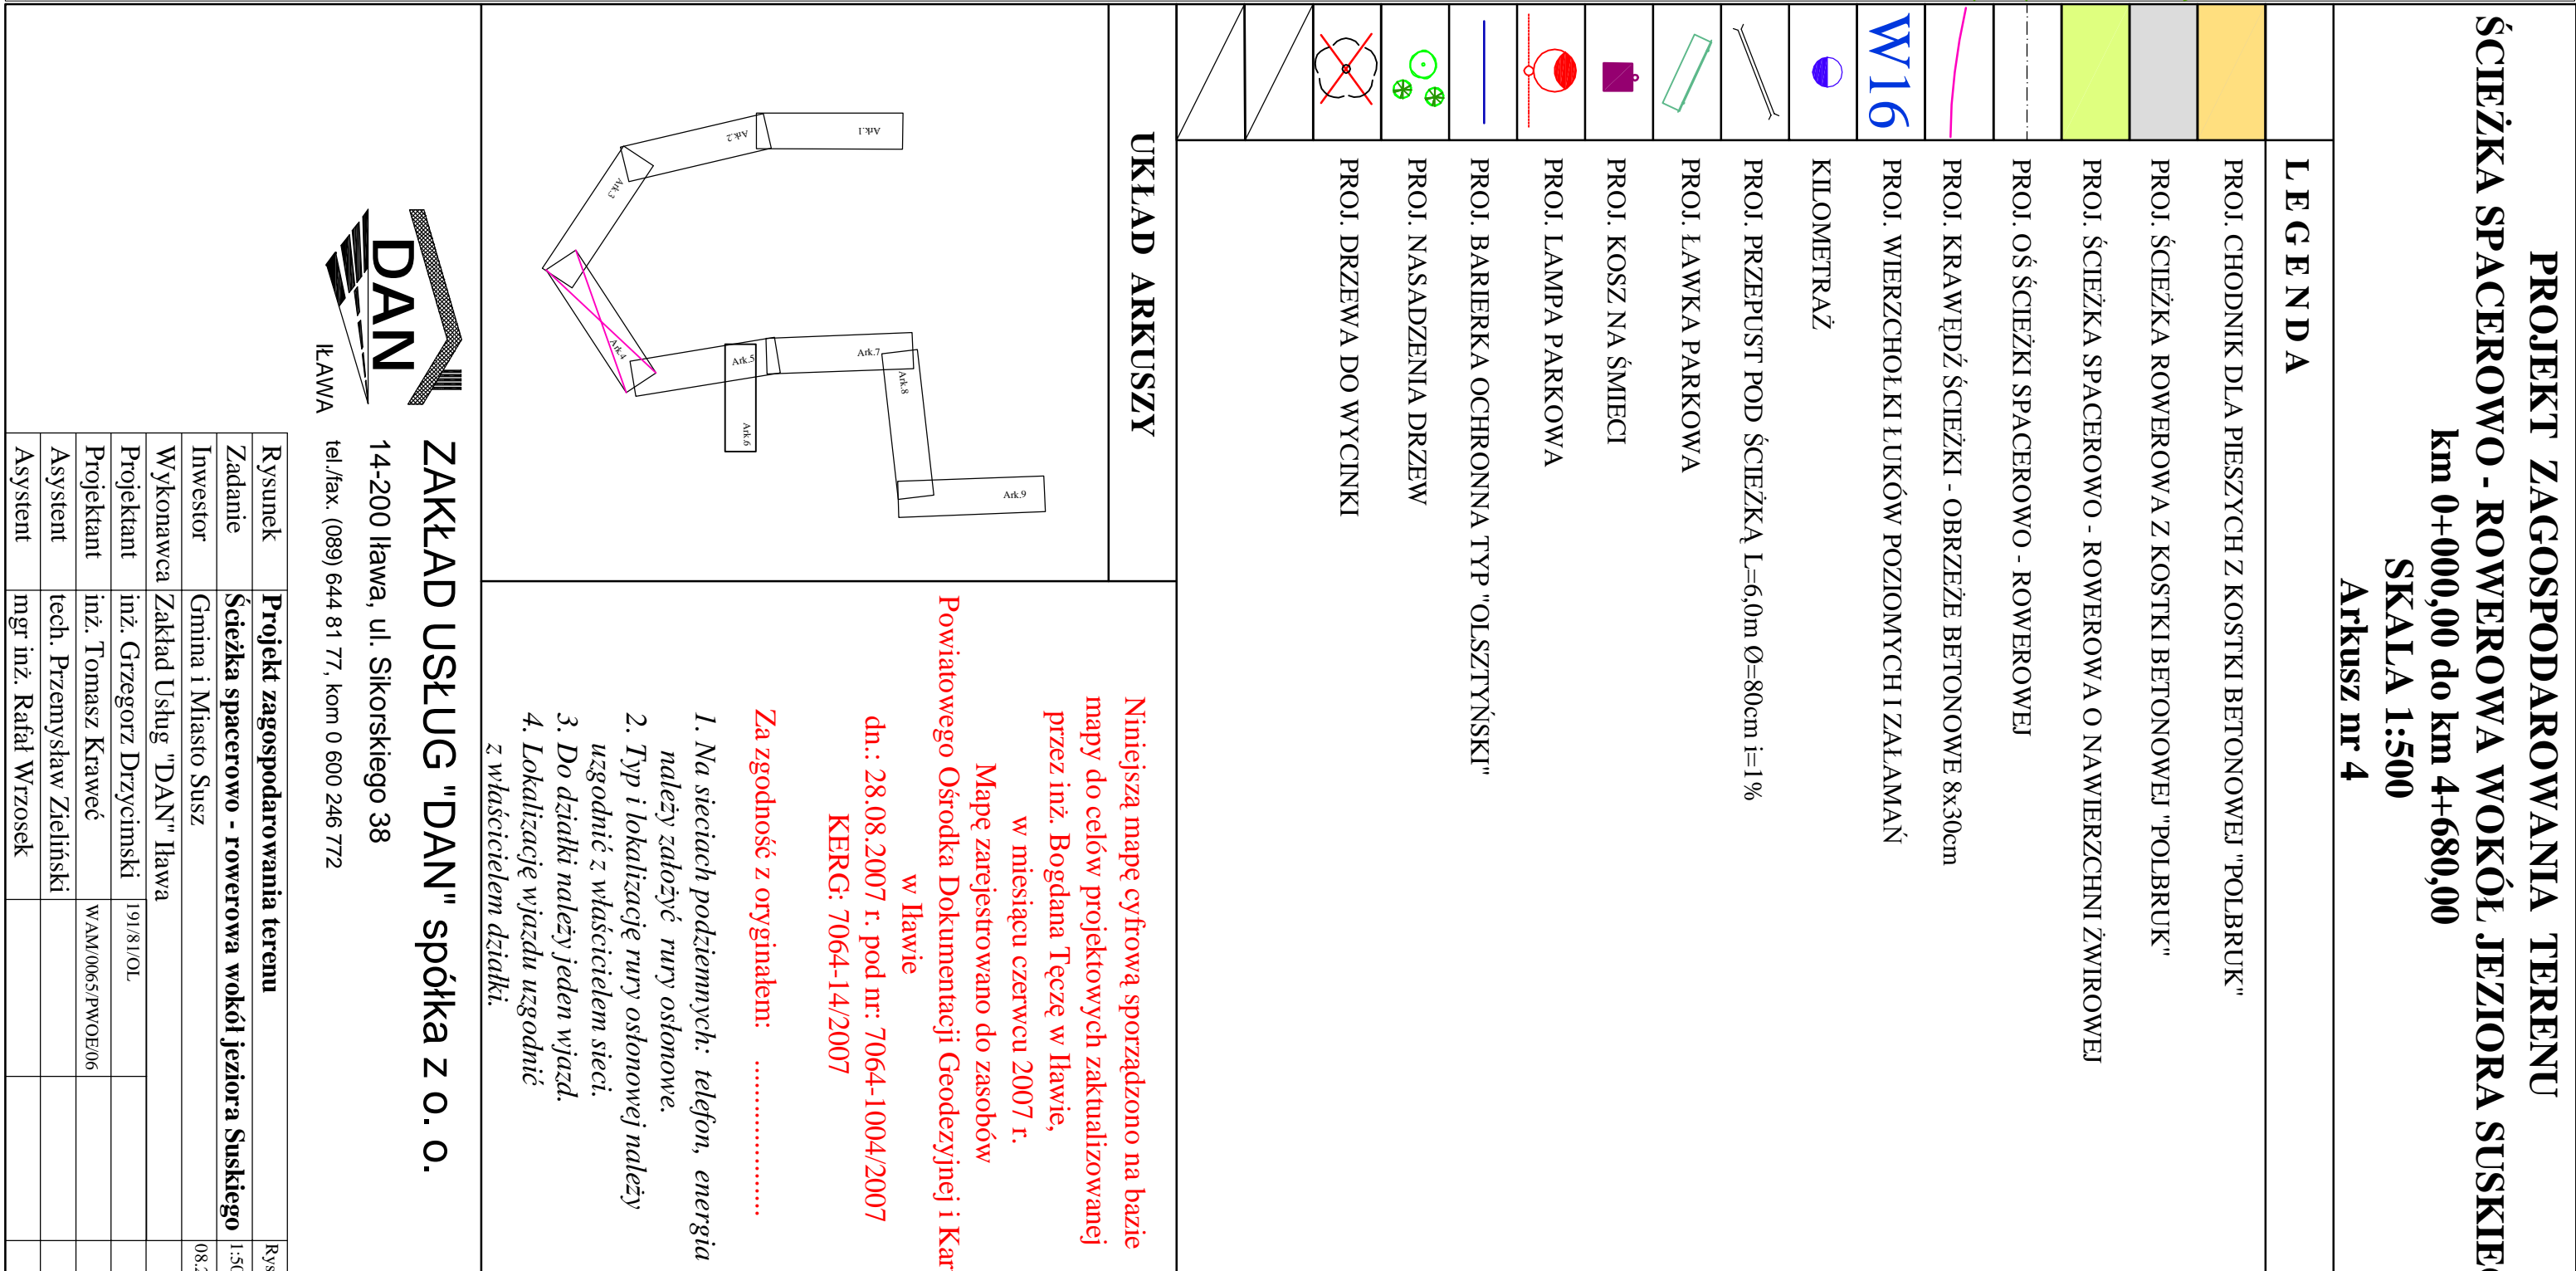 PROJEKT ZAGOSPODAROWANIA TERENU
ŚCIEŻKA SPACEROWO - ROWEROWA WOKÓŁ JEZIORA
km 0+000,00 do km 4+680,00
SKALA 1:500
Arkusz nr 4
LEGENDA
PROJ. CHODNIK DLA PIESZYCH Z KOSTKI BETONOWEJ "POLBRUK"
PROJ. ŚCIEŻKA ROWEROWA Z KOSTKI BETONOWEJ "POLBRUK"
PROJ. ŚCIEŻKA SPACEROWO - ROWEROWA O NAWIERZCHNI ŻWIROWEJ
PROJ. OŚ ŚCIEŻKI SPACEROWO - ROWEROWEJ
PROJ. KRAWĘDŹ ŚCIEŻKI - OBRZEŻE BETONOWE 8x30cm
W16 PROJ. WIERZCHOŁKI ŁUKÓW POZIOMYCH I ZAŁAMAŃ
KILOMETRAŻ
PROJ. PRZEPUST POD ŚCIEŻKĄ L=6,0m Ø=80cm i=1%
PROJ. ŁAWKA PARKOWA
PROJ. KOSZ NA ŚMIECI
PROJ. LAMPA PARKOWA
PROJ. BARIERKA OCHRONNA TYP "OLSZTYŃSKI"
PROJ. NASADZENIA DRZEW
PROJ. DRZEWA DO WYCINKI
UKŁAD ARKUSZY
Ark.1
Ark.2
Ark.3
Ark.4
Ark.5
Ark.6
Ark.7
Ark.8
Ark.9
Niniejszą mapę cyfrową sporządzono na bazie
mapy do celów projektowych zaktualizowanej
przez inż. Bogdana Tęczę w Iławie,
w miesiącu czerwcu 2007 r.
Mapę zarejestrowano do zasobów
Powiatowego Ośrodka Dokumentacji Geodezyjnej i
w Iławie
dn.: 28.08.2007 r. pod nr: 7064-1004/2007
KERG: 7064-14/2007
Za zgodność z oryginałem: ....................
1. Na sieciach podziemnych: telefon, energia
należy założyć rury osłonowe.
2. Typ i lokalizację rury osłonowej należy
uzgodnić z właścicielem sieci.
3. Do działki należy jeden wjazd.
4. Lokalizację wjazdu uzgodnić
z właścicielem działki.
DAN
IŁAWA
ZAKŁAD USŁUG "DAN" spółka z o. o.
14-200 Iława, ul. Sikorskiego 38
tel./fax. (089) 644 81 77, kom 0 600 246 772
Rysunek Projekt zagospodarowania terenu
Zadanie Ścieżka spacerowo - rowerowa wokół jeziora Suskiego
Inwestor Gmina i Miasto Susz
Wykonawca Zakład Usług "DAN" Iława
Projektant inż. Grzegorz Drzycimski 191/81/OL
Projektant inż. Tomasz Kraweć WAM/0065/PWOE/06
Asystent tech. Przemysław Zieliński
Asystent mgr inż. Rafał Wrzosek